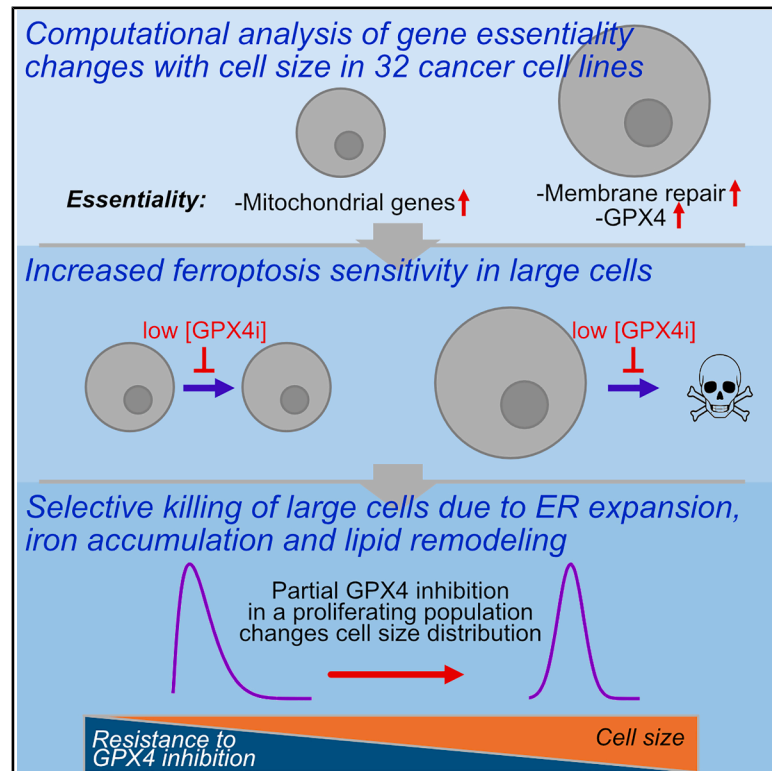 Computational analysis of gene essentiality
changes with cell size in 32 cancer cell lines
Essentiality: -Mitochondrial genes
-Membrane repair
-GPX4
Increased ferroptosis sensitivity in large cells
low [GPX4i]
low [GPX4i]
Selective killing of large cells due to ER expansion,
iron accumulation and lipid remodeling
Partial GPX4 inhibition
in a proliferating population
changes cell size distribution
Resistance to
GPX4 inhibition
Cell size